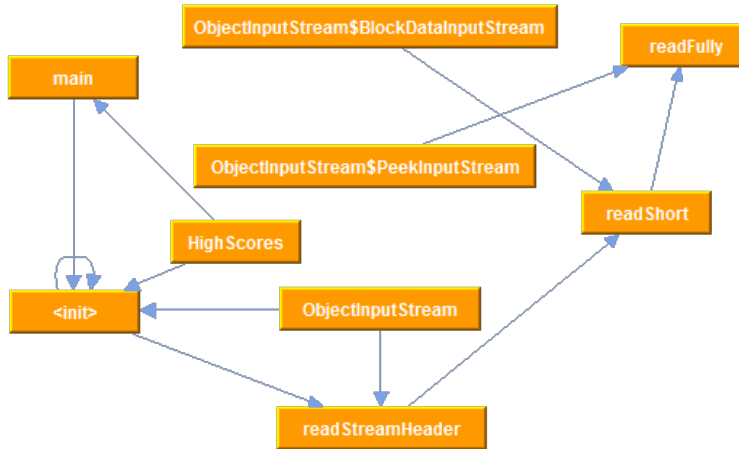 ObjectInputStream$BlockDataInputStream
readFully
main
ObjectInputStream$PeekInputStream
readShort
HighScores
<init>
ObjectInputStream
readStreamHeader